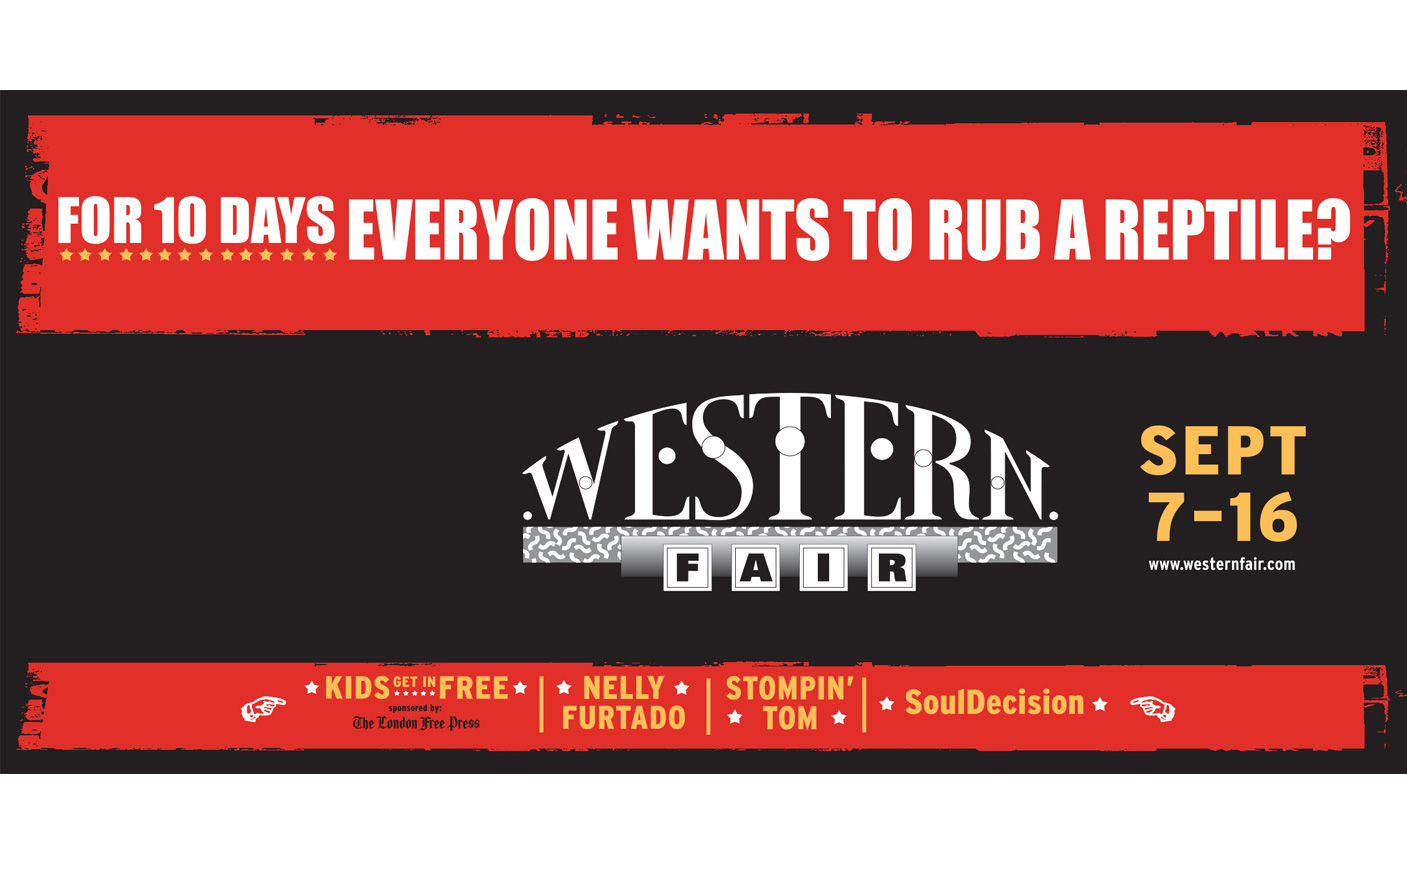 FOR 10 DAYS EVERYONE WANTS TO RUB A REPTILE?
WESTERN
FAIR
SEPT
7-16
www.westernfair.com
KIDS GET IN FREE
sponsored by:
The London Free Press
NELLY
FURTADO
STOMPIN'
TOM
SoulDecision